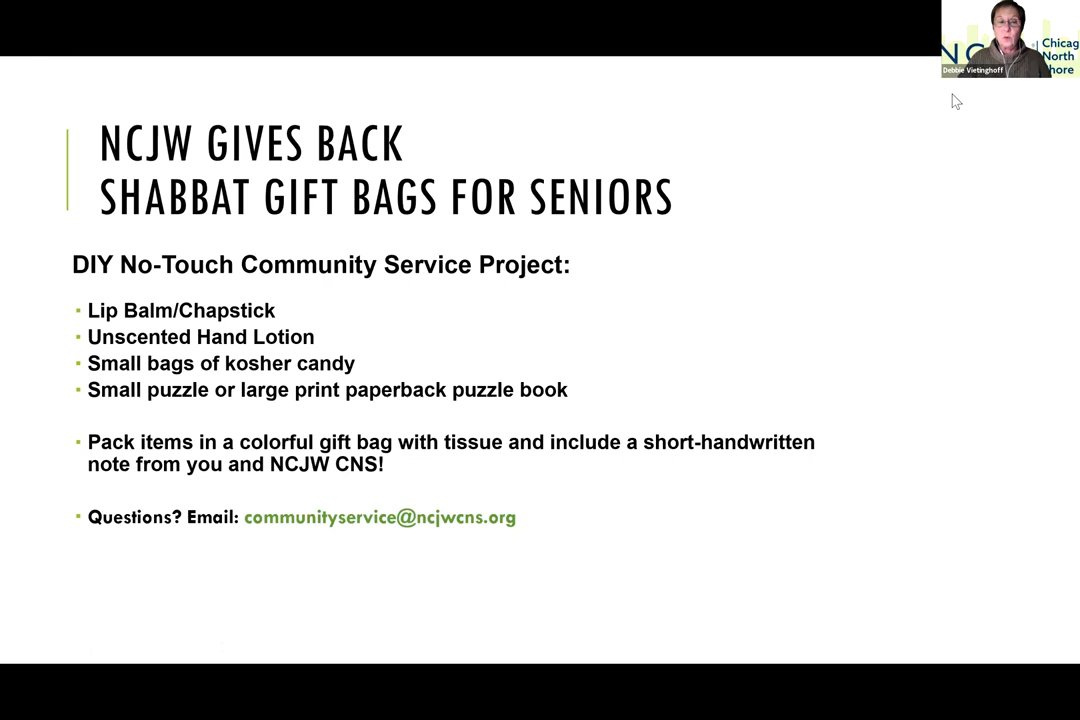 NCJW GIVES BACK
SHABBAT GIFT BAGS FOR SENIORS
DIY No-Touch Community Service Project:
Lip Balm/Chapstick
Unscented Hand Lotion
Small bags of kosher candy
Small puzzle or large print paperback puzzle book
Pack items in a colorful gift bag with tissue and include a short-handwritten
note from you and NCJW CNS!
Questions? Email: communityservice@ncjwcns.org
Chicag
North
hore
Debbie Vietinghoff